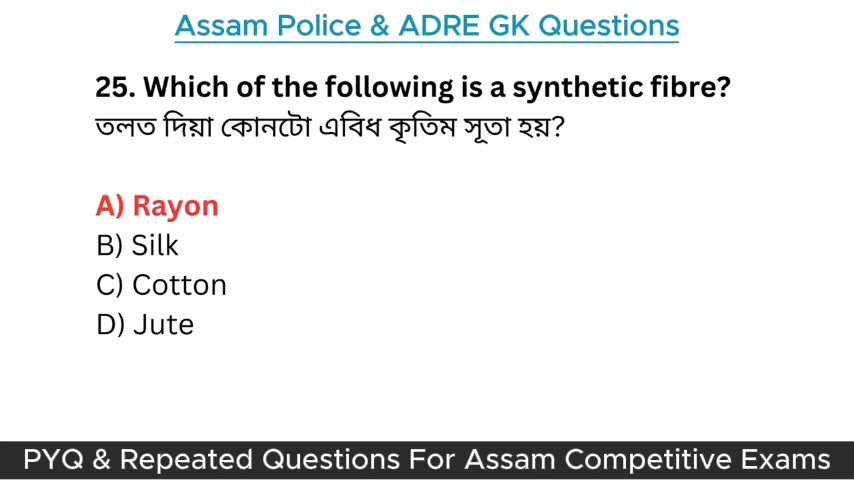 Assam Police & ADRE GK Questions
25. Which of the following is a synthetic fibre?
তলত দিয়া কোনটো এবিধ কৃতিম সূতা হয়?
A) Rayon
B) Silk
C) Cotton
D) Jute
PYQ & Repeated Questions For Assam Competitive Exams